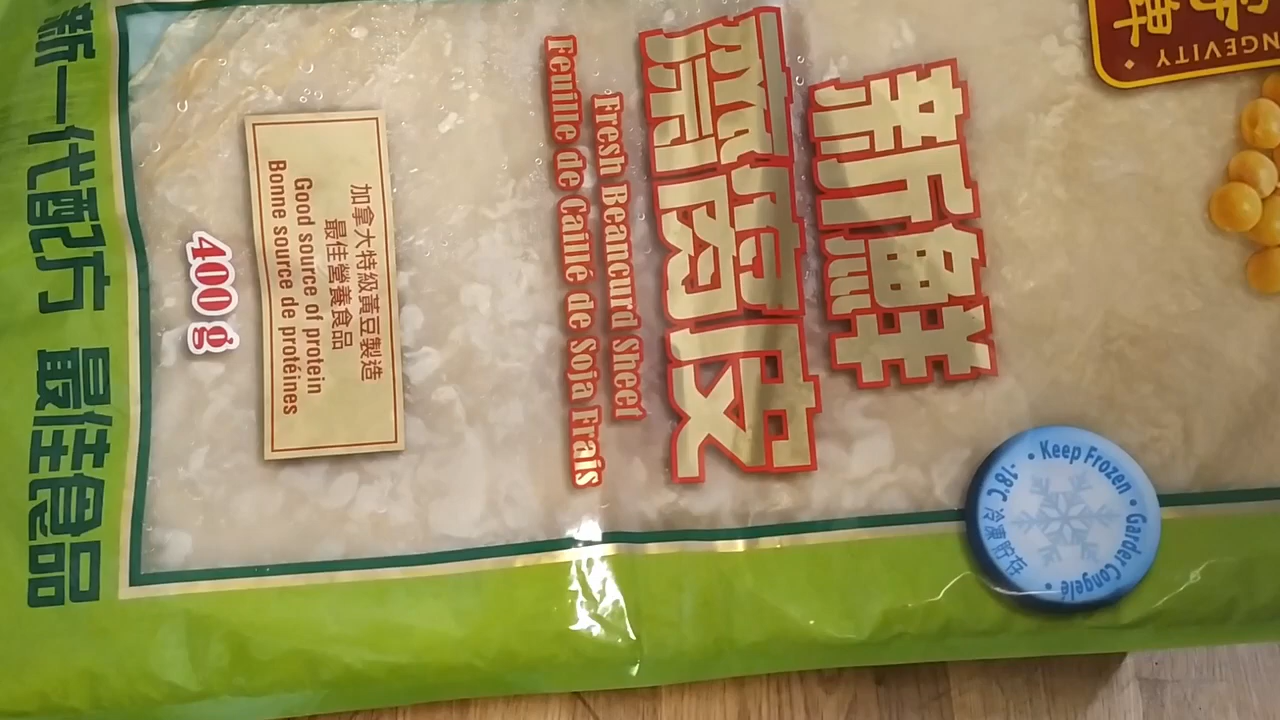 NGEVITY
新鮮
齋腐皮
Fresh Beancurd Sheet
Feuille de Caillé de Soja Frais
Keep Frozen • Garder Congelé •
-18°C 冷凍貯存
加拿大特級黃豆製造
最佳營養食品
Good source of protein
Bonne source de protéines
400 g
新一代配方 最佳食品